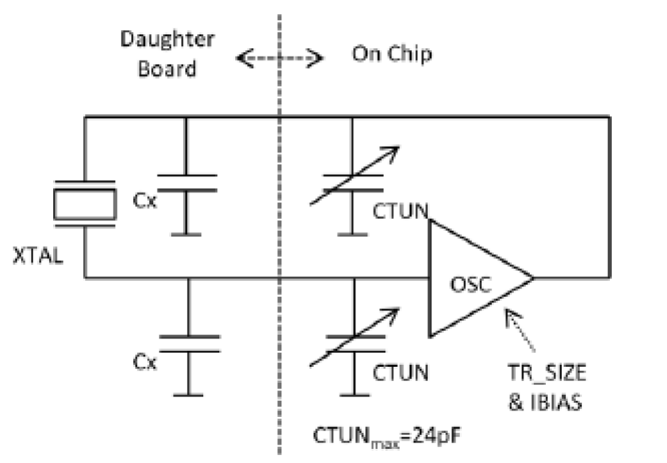 Daughter
Board
On Chip
Cx
CTUN
XTAL
OSC
Cx
CTUN
TR_SIZE
& IBIAS
CTUNmax=24pF